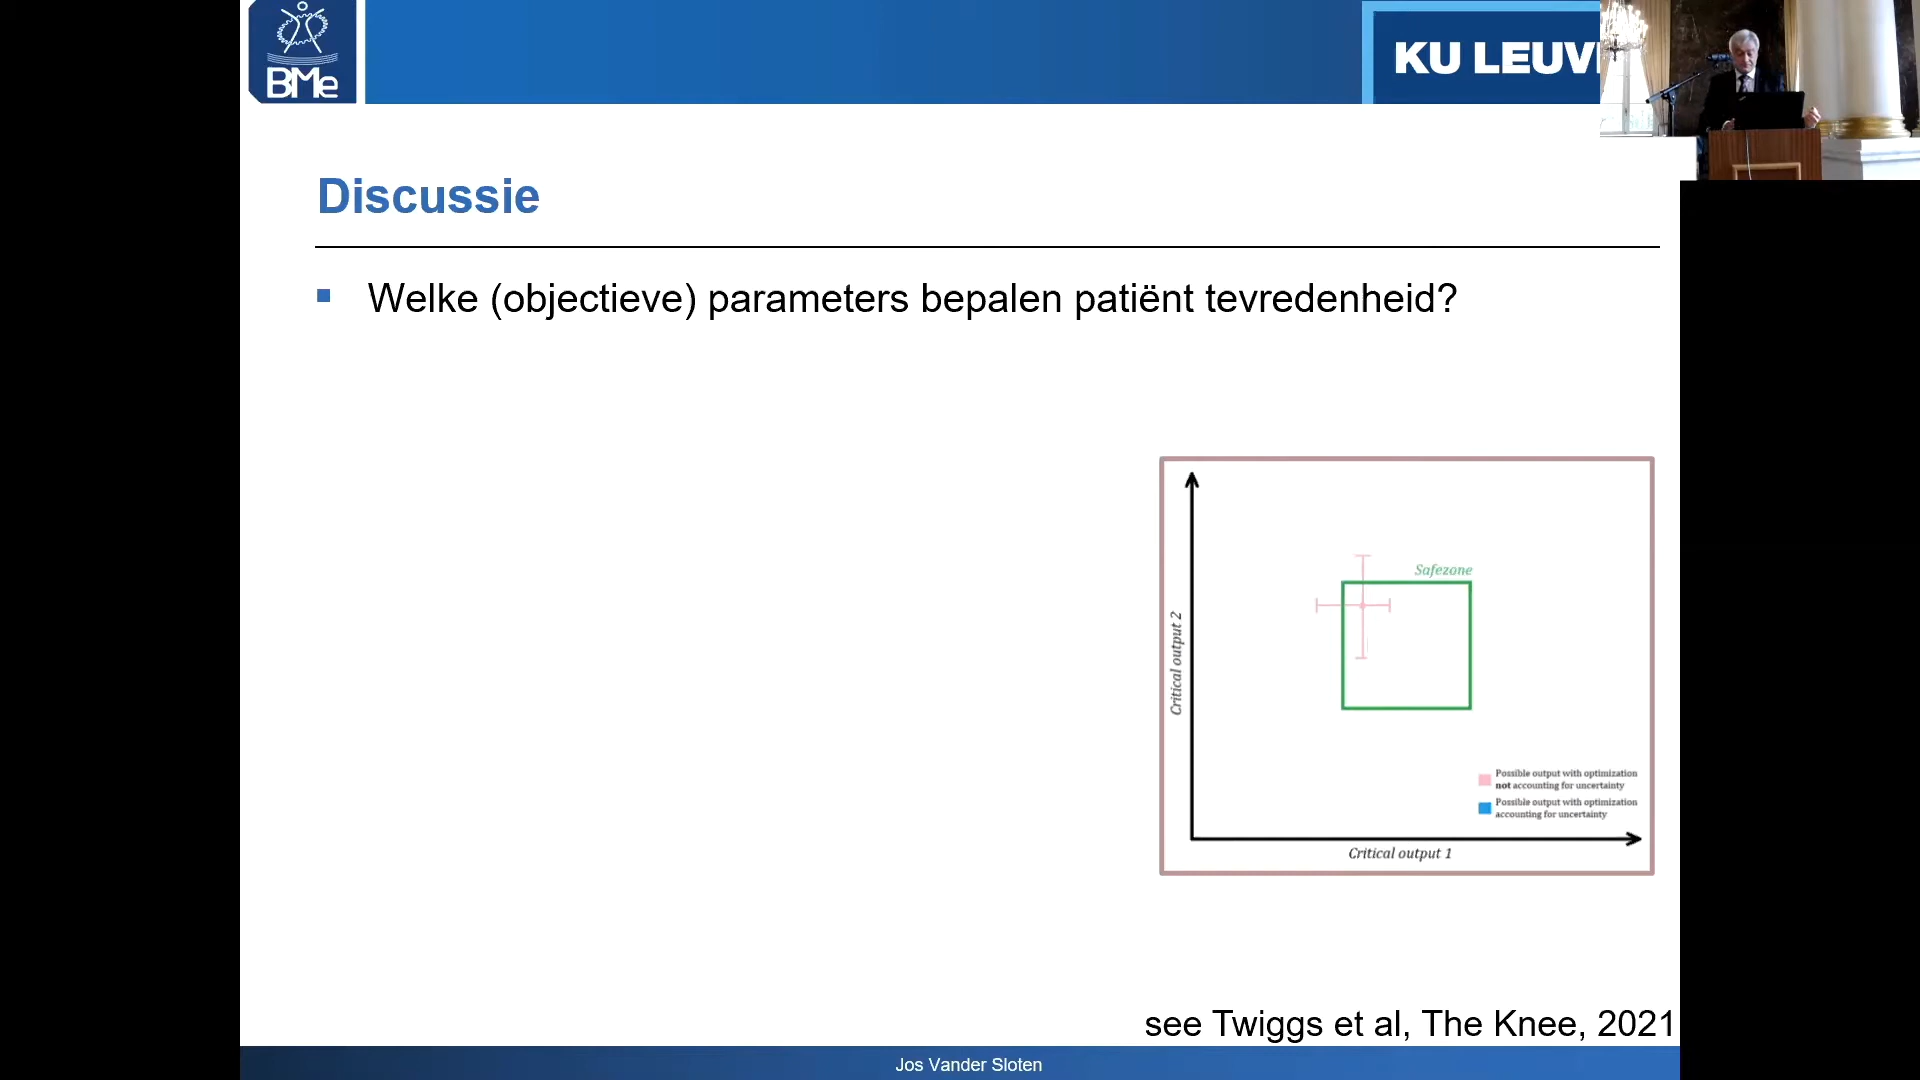 BMe
KU LEUV
Discussie
Welke (objectieve) parameters bepalen patiënt tevredenheid?
Safezone
Critical output 2
Possible output with optimization
not accounting for uncertainty
Possible output with optimization
accounting for uncertainty
Critical output 1
see Twiggs et al, The Knee, 2021
Jos Vander Sloten